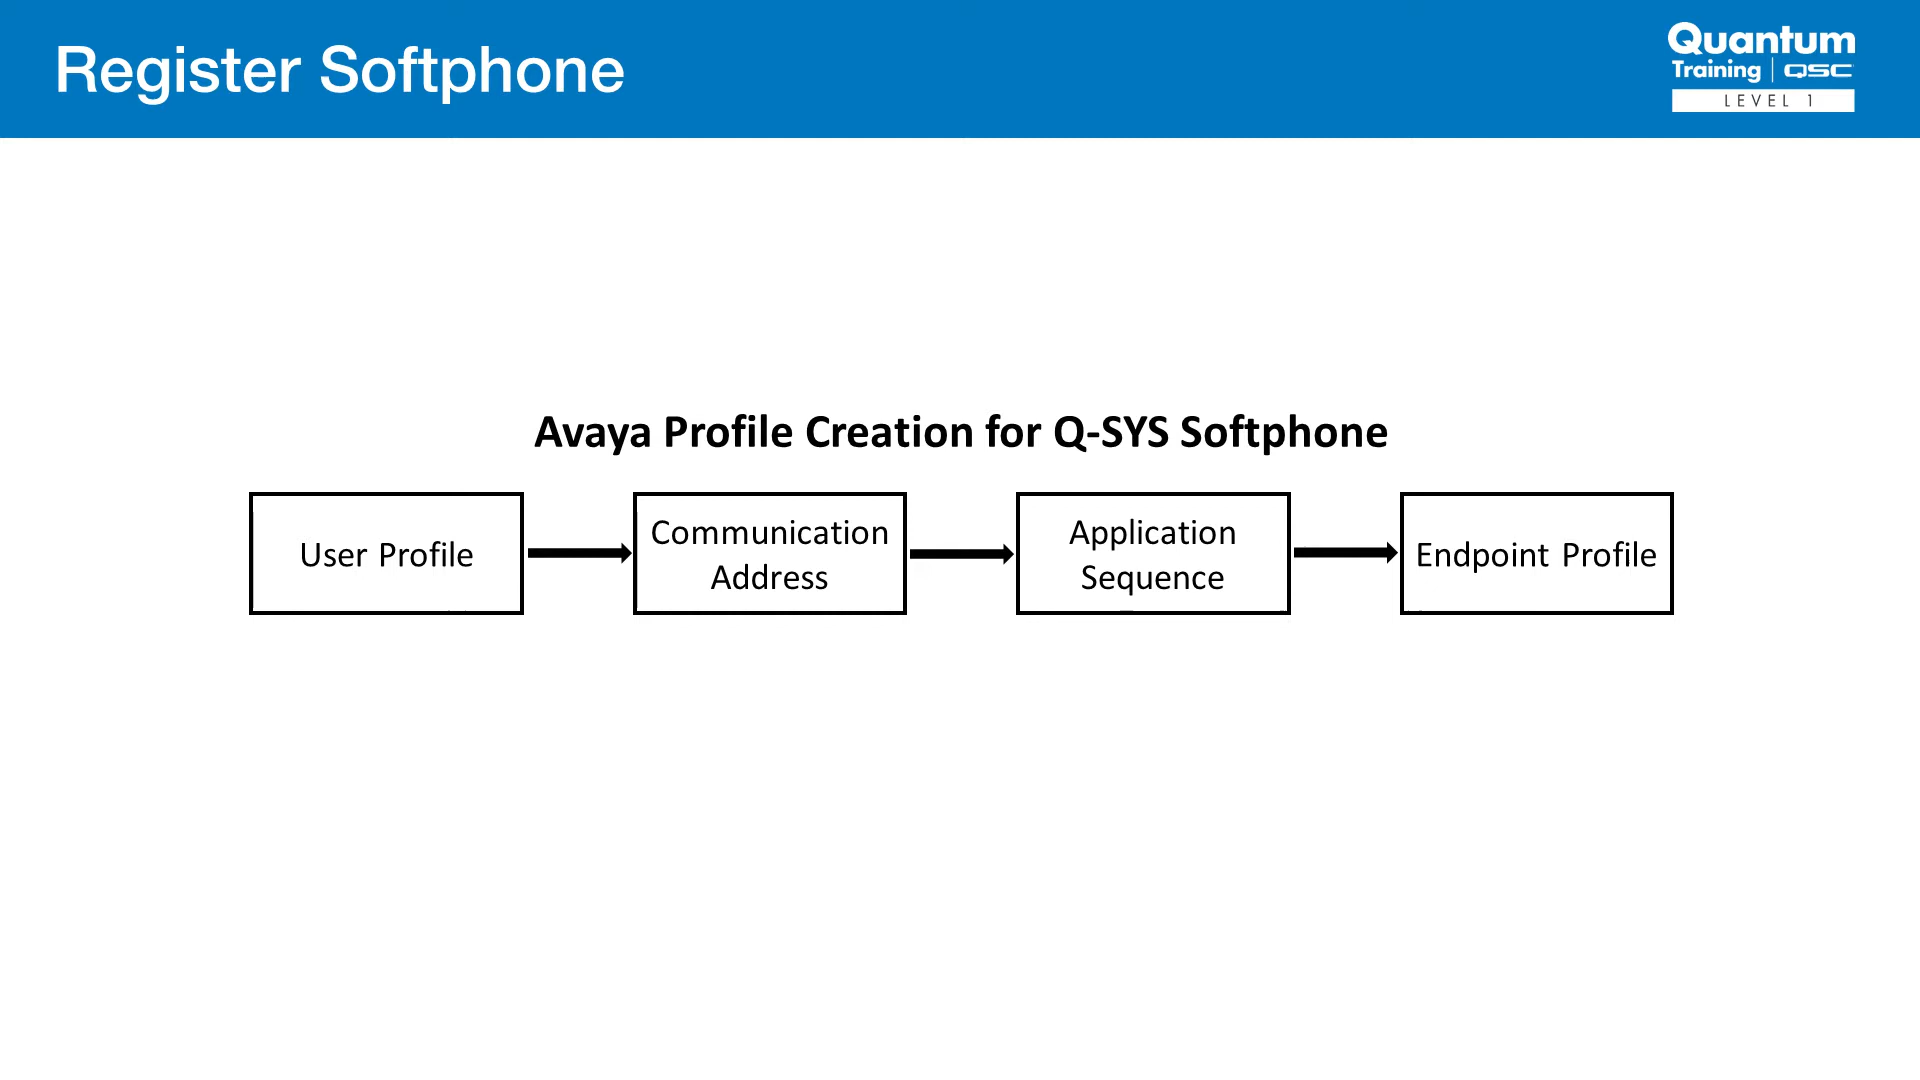 Register Softphone
Quantum
Training | QSC
LEVEL 1
Avaya Profile Creation for Q-SYS Softphone
User Profile
Communication
Address
Application
Sequence
Endpoint Profile